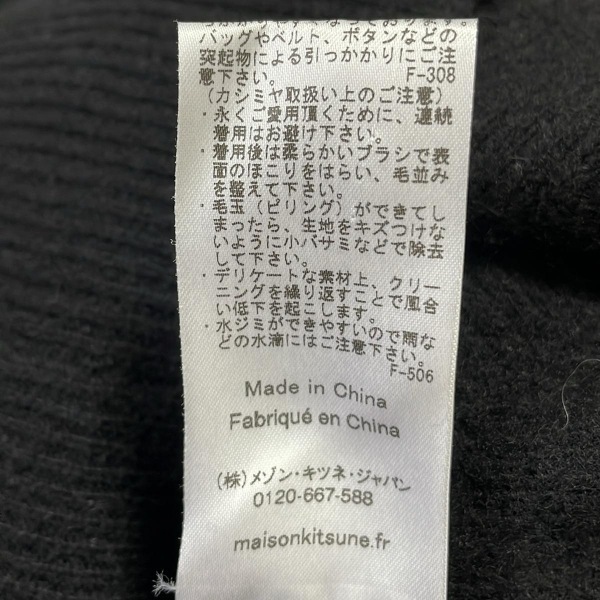 バッグやベルト、ボタンなどの
突起物による引っかかりにご注
意下さい。 F-308
(カシミヤ取扱い上のご注意)
・永くご愛用頂くために、連続
着用はお避け下さい。
・着用後は柔らかいブラシで表
面のほこりをはらい、毛並み
を整えて下さい。
・毛玉(ピリング)ができてし
まったら、生地をキズつけな
いように小バサミなどで除去
して下さい。
・デリケートな素材上、クリー
ニングを繰り返すことで風合
い低下を起こします。
・水ジミができやすいので雨な
どの水滴にはご注意下さい。
F-506
Made in China
Fabriqué en China
(株)メゾン・キツネ・ジャパン
0120-667-588
maisonkitsune.fr